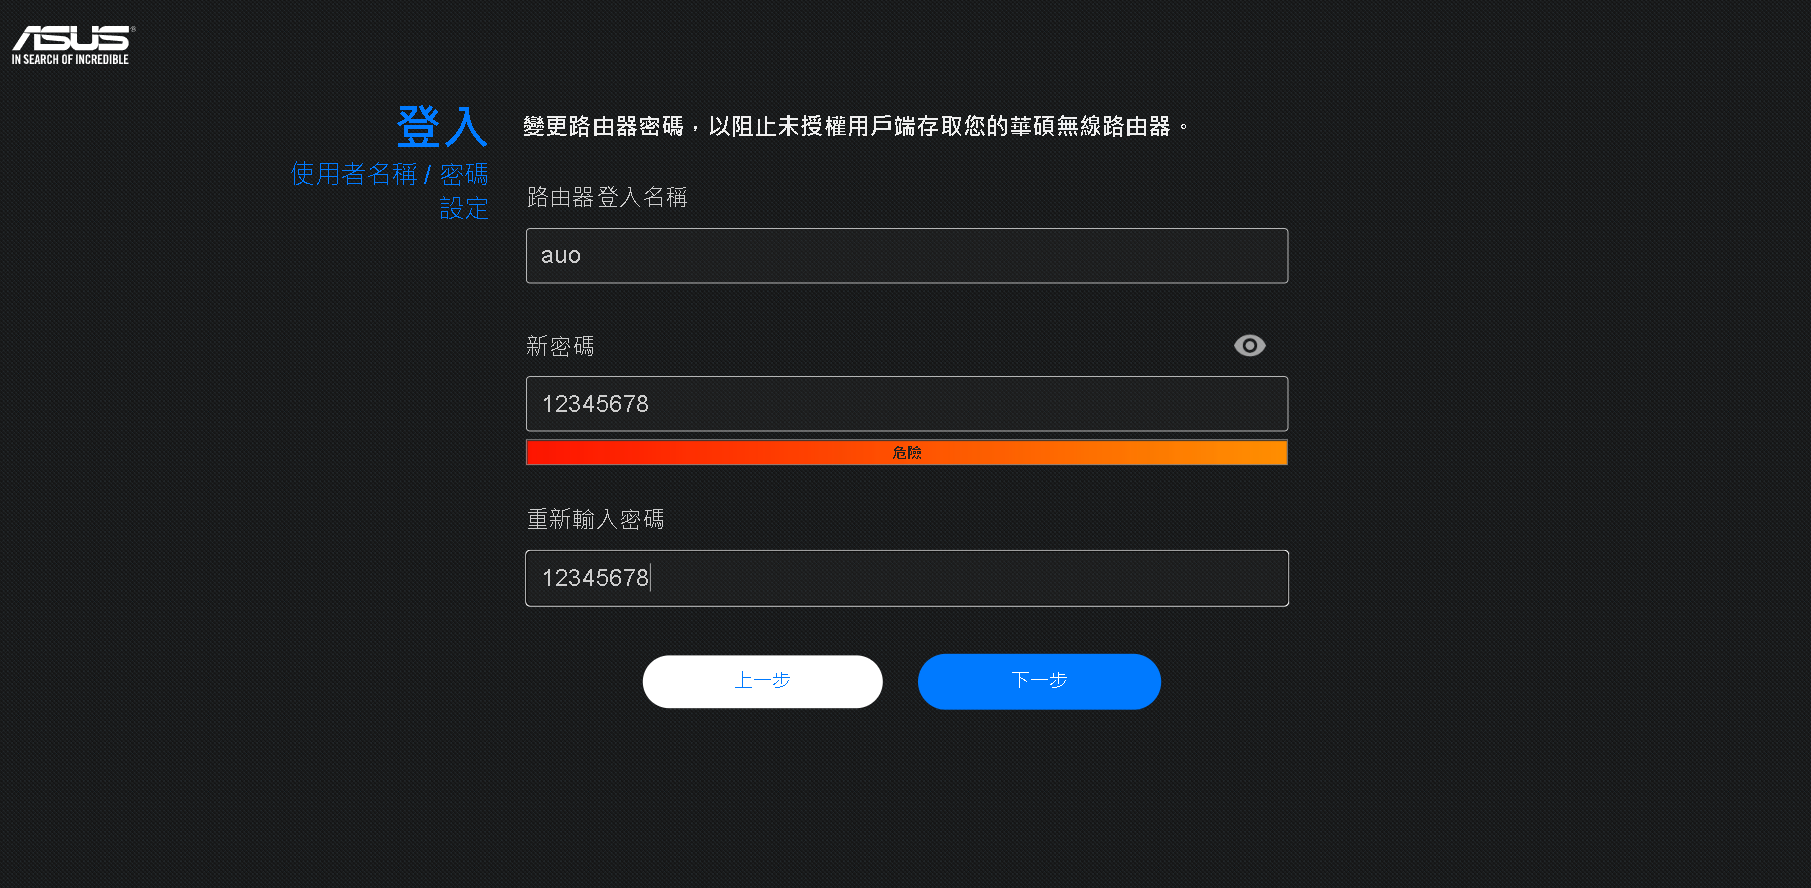 ASUS
IN SEARCH OF INCREDIBLE
登入
使用者名稱 / 密碼
設定
變更路由器密碼，以阻止未授權用戶端存取您的華碩無線路由器。
路由器登入名稱
auo
新密碼
12345678
危險
重新輸入密碼
12345678
上一步
下一步